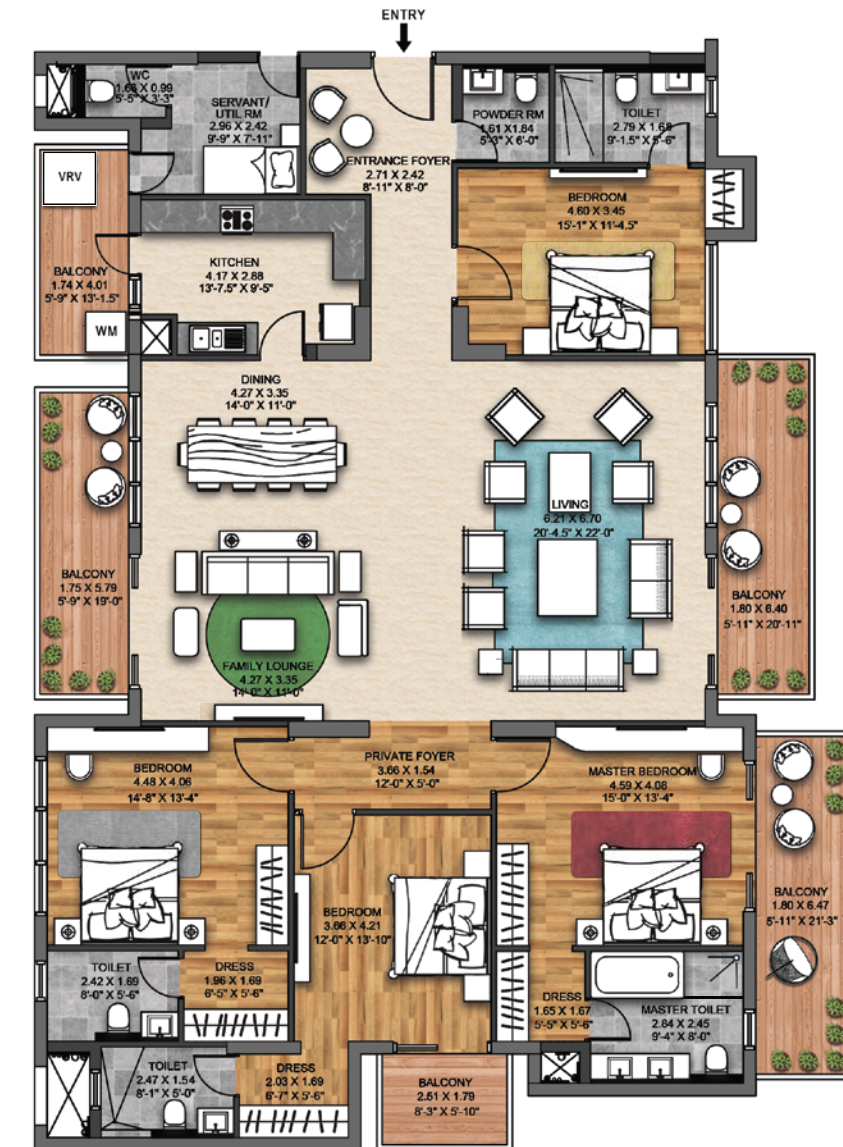 ENTRY
WC
1.66 X 0.99
5'-5" X 3'-3"
SERVANT/
UTIL RM
2.96 X 2.42
9'-9" X 7'-11"
ENTRANCE FOYER
2.71 X 2.42
8'-11" X 8'-0"
POWDER RM
1.61 X1.84
5'-3" X 6'-0"
TOILET
2.79 X 1.68
9'-1.5" X 5'-6"
VRV
BALCONY
1.74 X 4.01
5'-9" X 13'-1.5"
WM
KITCHEN
4.17 X 2.88
13'-7.5" X 9'-5"
BEDROOM
4.60 X 3.45
15'-1" X 11'-4.5"
DINING
4.27 X 3.35
14'-0" X 11'-0"
LIVING
6.21 X 6.70
20'-4.5" X 22'-0"
BALCONY
1.75 X 5.79
5'-9" X 19'-0"
BALCONY
1.80 X 6.40
5'-11" X 20'-11"
FAMILY LOUNGE
4.27 X 3.35
14'-0" X 11'-0"
PRIVATE FOYER
3.66 X 1.54
12'-0" X 5'-0"
BEDROOM
4.48 X 4.06
14'-8" X 13'-4"
MASTER BEDROOM
4.59 X 4.08
15'-0" X 13'-4"
BEDROOM
3.66 X 4.21
12'-0" X 13'-10"
BALCONY
1.80 X 6.47
5'-11" X 21'-3"
TOILET
2.42 X 1.69
8'-0" X 5'-6"
DRESS
1.96 X 1.69
6'-5" X 5'-6"
DRESS
1.65 X 1.67
5'-5" X 5'-6"
MASTER TOILET
2.84 X 2.45
9'-4" X 8'-0"
TOILET
2.47 X 1.54
8'-1" X 5'-0"
DRESS
2.03 X 1.69
6'-7" X 5'-6"
BALCONY
2.51 X 1.79
8'-3" X 5'-10"